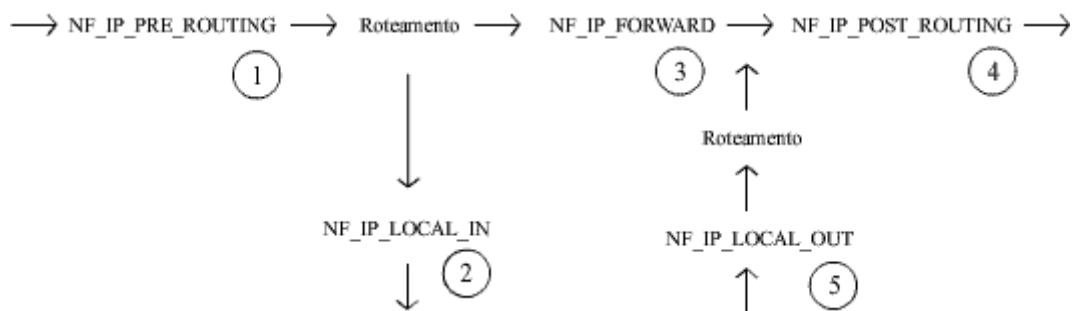 NF_IP_PRE_ROUTING Roteamento NF_IP_FORWARD NF_IP_POST_ROUTING
1 3 4
Roteamento
NF_IP_LOCAL_IN NF_IP_LOCAL_OUT
2 5